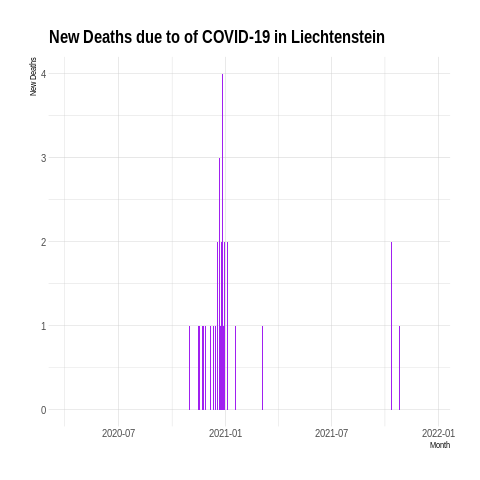 New Deaths due to of COVID-19 in Liechtenstein
New Deaths
4
3
2
1
0
2020-07 2021-01 2021-07 2022-01
Month